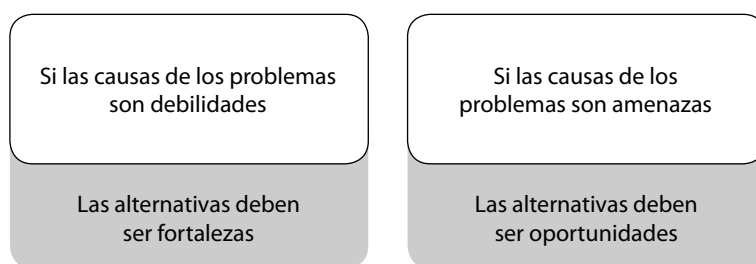 Si las causas de los problemas
son debilidades
Las alternativas deben
ser fortalezas
Si las causas de los
problemas son amenazas
Las alternativas deben
ser oportunidades